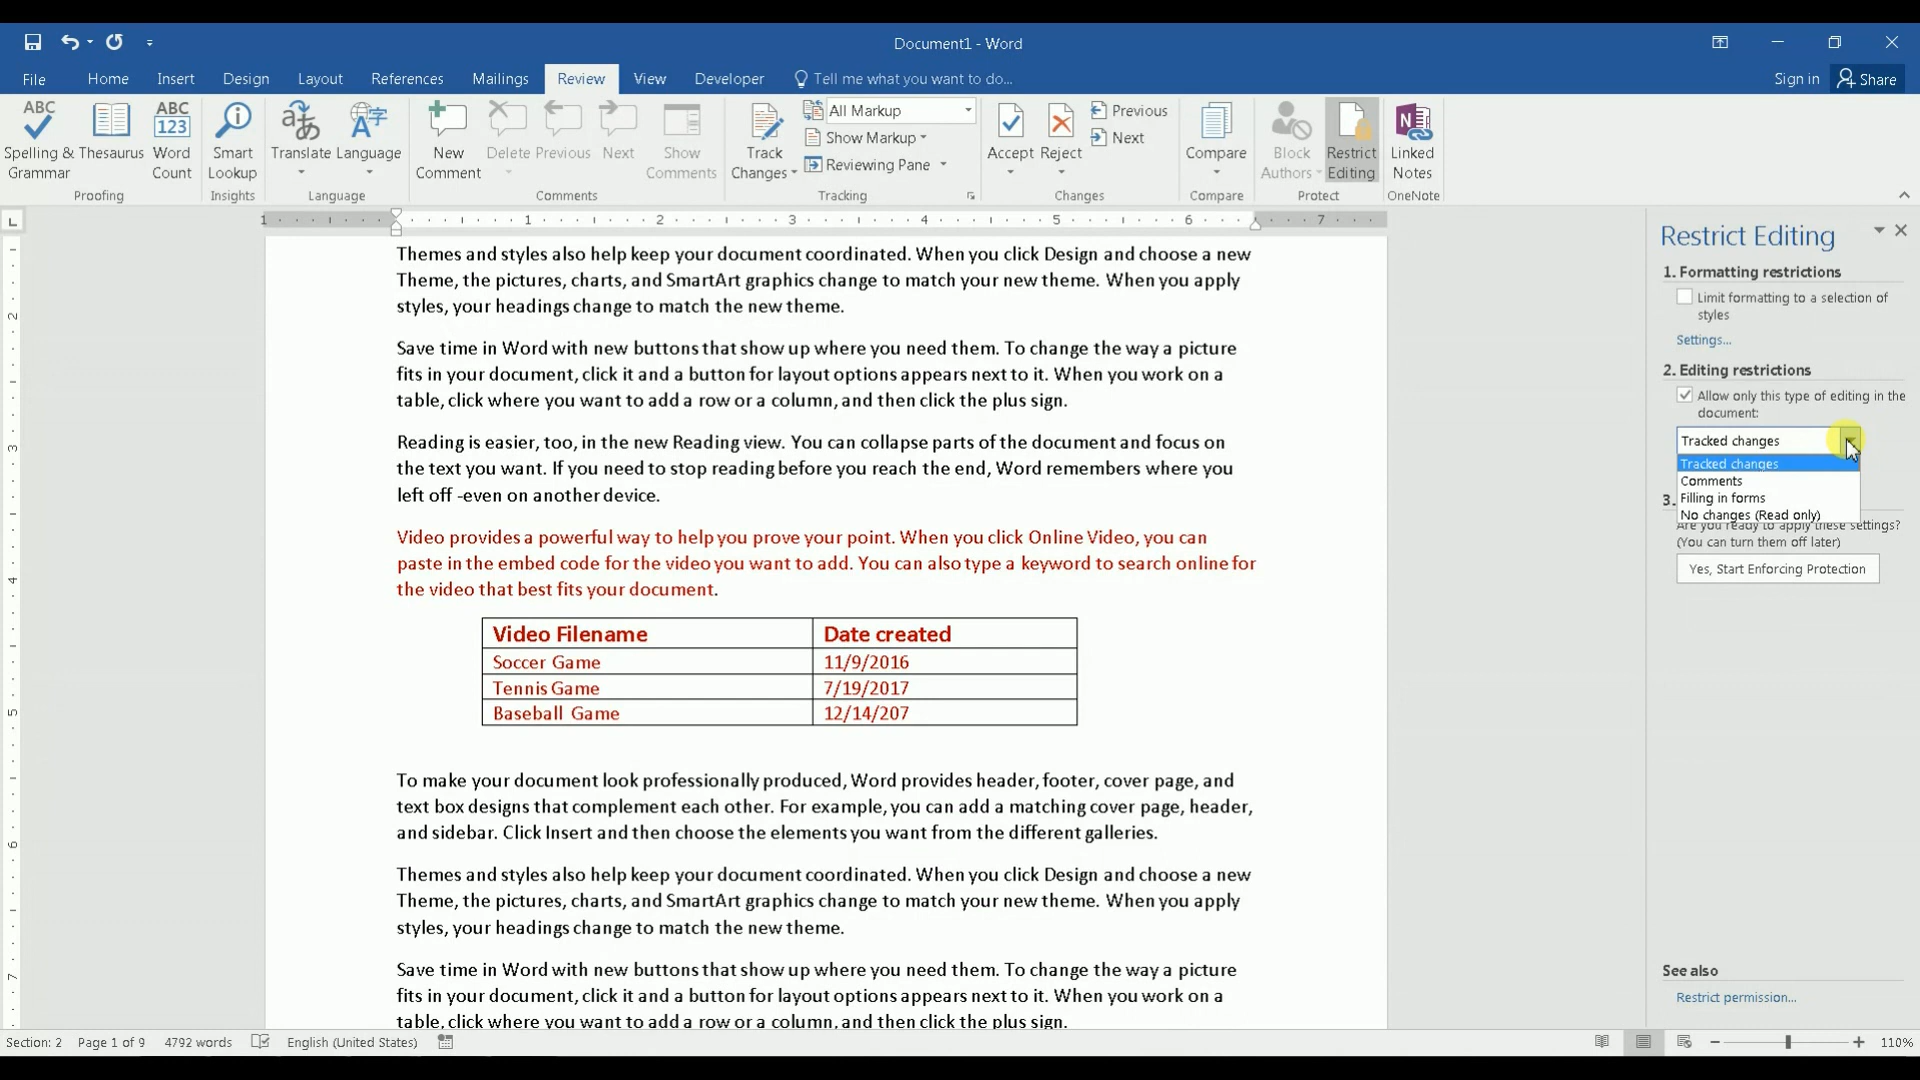 Document1 - Word
File Home Insert Design Layout References Mailings Review View Developer Tell me what you want to do... Sign in Share
ABC ABC 123
Spelling & Grammar Thesaurus Word Count Smart Lookup Translate Language New Comment Delete Previous Next Show Comments Track Changes All Markup Show Markup Reviewing Pane Accept Reject Previous Next Compare Block Authors Restrict Editing Linked Notes
Proofing Insights Language Comments Tracking Changes Compare Protect OneNote
1 1 2 3 4 5 6 7
2
3
4
5
6
7
Themes and styles also help keep your document coordinated. When you click Design and choose a new
Theme, the pictures, charts, and SmartArt graphics change to match your new theme. When you apply
styles, your headings change to match the new theme.
Save time in Word with new buttons that show up where you need them. To change the way a picture
fits in your document, click it and a button for layout options appears next to it. When you work on a
table, click where you want to add a row or a column, and then click the plus sign.
Reading is easier, too, in the new Reading view. You can collapse parts of the document and focus on
the text you want. If you need to stop reading before you reach the end, Word remembers where you
left off -even on another device.
Video provides a powerful way to help you prove your point. When you click Online Video, you can
paste in the embed code for the video you want to add. You can also type a keyword to search online for
the video that best fits your document.
Video Filename Date created
Soccer Game 11/9/2016
Tennis Game 7/19/2017
Baseball Game 12/14/207
To make your document look professionally produced, Word provides header, footer, cover page, and
text box designs that complement each other. For example, you can add a matching cover page, header,
and sidebar. Click Insert and then choose the elements you want from the different galleries.
Themes and styles also help keep your document coordinated. When you click Design and choose a new
Theme, the pictures, charts, and SmartArt graphics change to match your new theme. When you apply
styles, your headings change to match the new theme.
Save time in Word with new buttons that show up where you need them. To change the way a picture
fits in your document, click it and a button for layout options appears next to it. When you work on a
table, click where you want to add a row or a column, and then click the plus sign.
Restrict Editing
1. Formatting restrictions
Limit formatting to a selection of
styles
Settings...
2. Editing restrictions
Allow only this type of editing in the
document:
Tracked changes
Tracked changes
Comments
3. Filling in forms
No changes (Read only)
Are you ready to apply these settings?
(You can turn them off later)
Yes, Start Enforcing Protection
See also
Restrict permission...
Section: 2 Page 1 of 9 4792 words English (United States) 110%